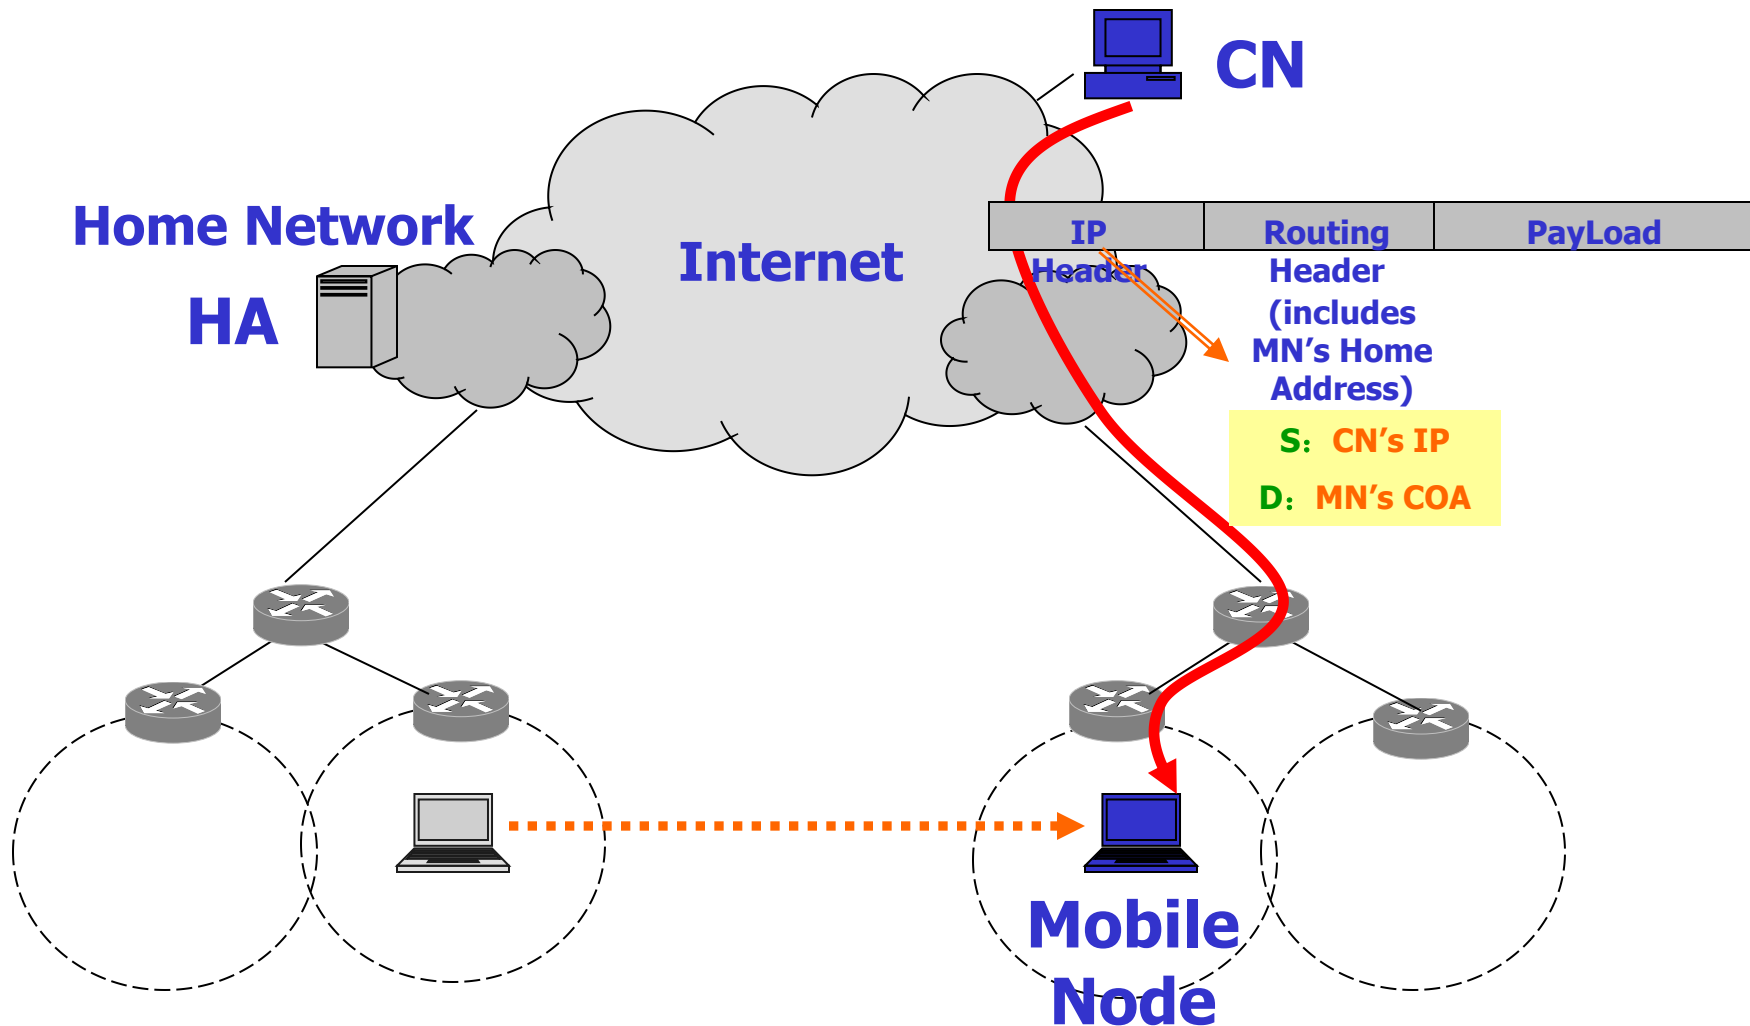 CN
Home Network
HA
Internet
IP Header
Routing Header
(includes
MN’s Home
Address)
PayLoad
S：CN’s IP
D：MN’s COA
Mobile
Node